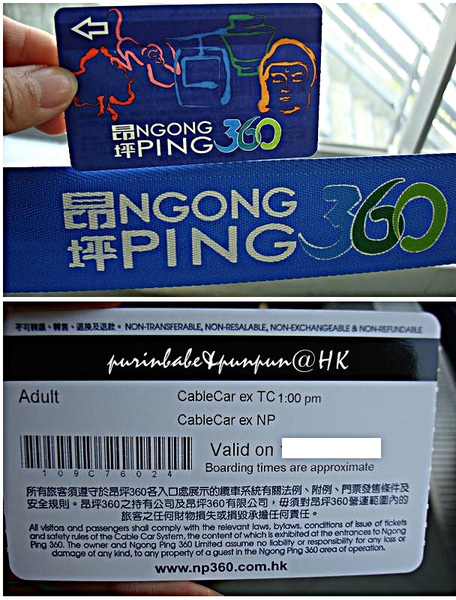 昂NGONG
坪PING 360
昂NGONG
坪PING 360
不可轉讓、轉售、退換及退款。 NON-TRANSFERABLE, NON-RESALABLE, NON-EXCHANGEABLE & NON-REFUNDABLE
purinbabe&punpun@HK
Adult
CableCar ex TC 1:00 pm
CableCar ex NP
Valid on
109C76024
Boarding times are approximate
所有旅客須遵守於昂坪360各入口處展示的纜車系統有關法例、附例、門票發售條件及
安全規則。昂坪360之持有公司及昂坪360有限公司，毋須對昂坪360營運範圍內的
旅客之任何財物損失或損毀承擔任何責任。
All visitors and passengers shall comply with the relevant laws, bylaws, conditions of issue of tickets
and safety rules of the Cable Car System, the content of which is exhibited at the entrances to Ngong
Ping 360. The owner and Ngong Ping 360 Limited assume no liability or responsibility for any loss or
damage of any kind, to any property of a guest in the Ngong Ping 360 area of operation.
www.np360.com.hk